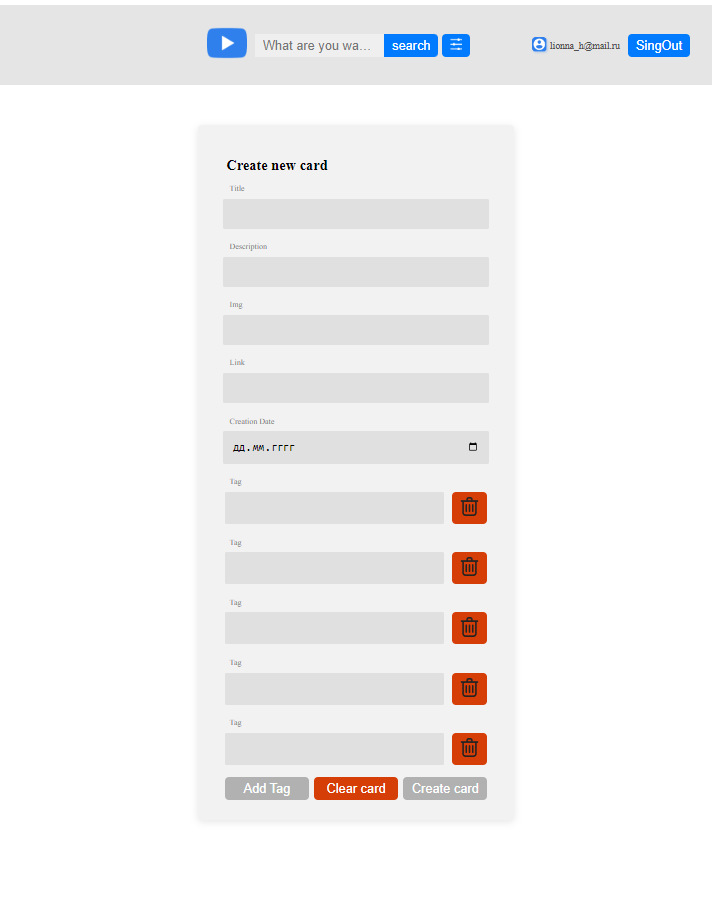 What are you wa... search lionna_h@mail.ru SingOut
Create new card
Title
Description
Img
Link
Creation Date
дд.мм.гггг
Tag
Tag
Tag
Tag
Tag
Add Tag Clear card Create card